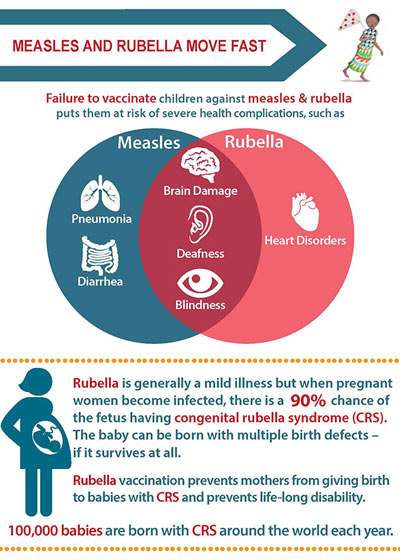 MEASLES AND RUBELLA MOVE FAST
Failure to vaccinate children against measles & rubella
puts them at risk of severe health complications, such as
Measles
Rubella
Brain Damage
Pneumonia
Deafness
Heart Disorders
Diarrhea
Blindness
Rubella is generally a mild illness but when pregnant
women become infected, there is a 90% chance of
the fetus having congenital rubella syndrome (CRS).
The baby can be born with multiple birth defects –
if it survives at all.
Rubella vaccination prevents mothers from giving birth
to babies with CRS and prevents life-long disability.
100,000 babies are born with CRS around the world each year.